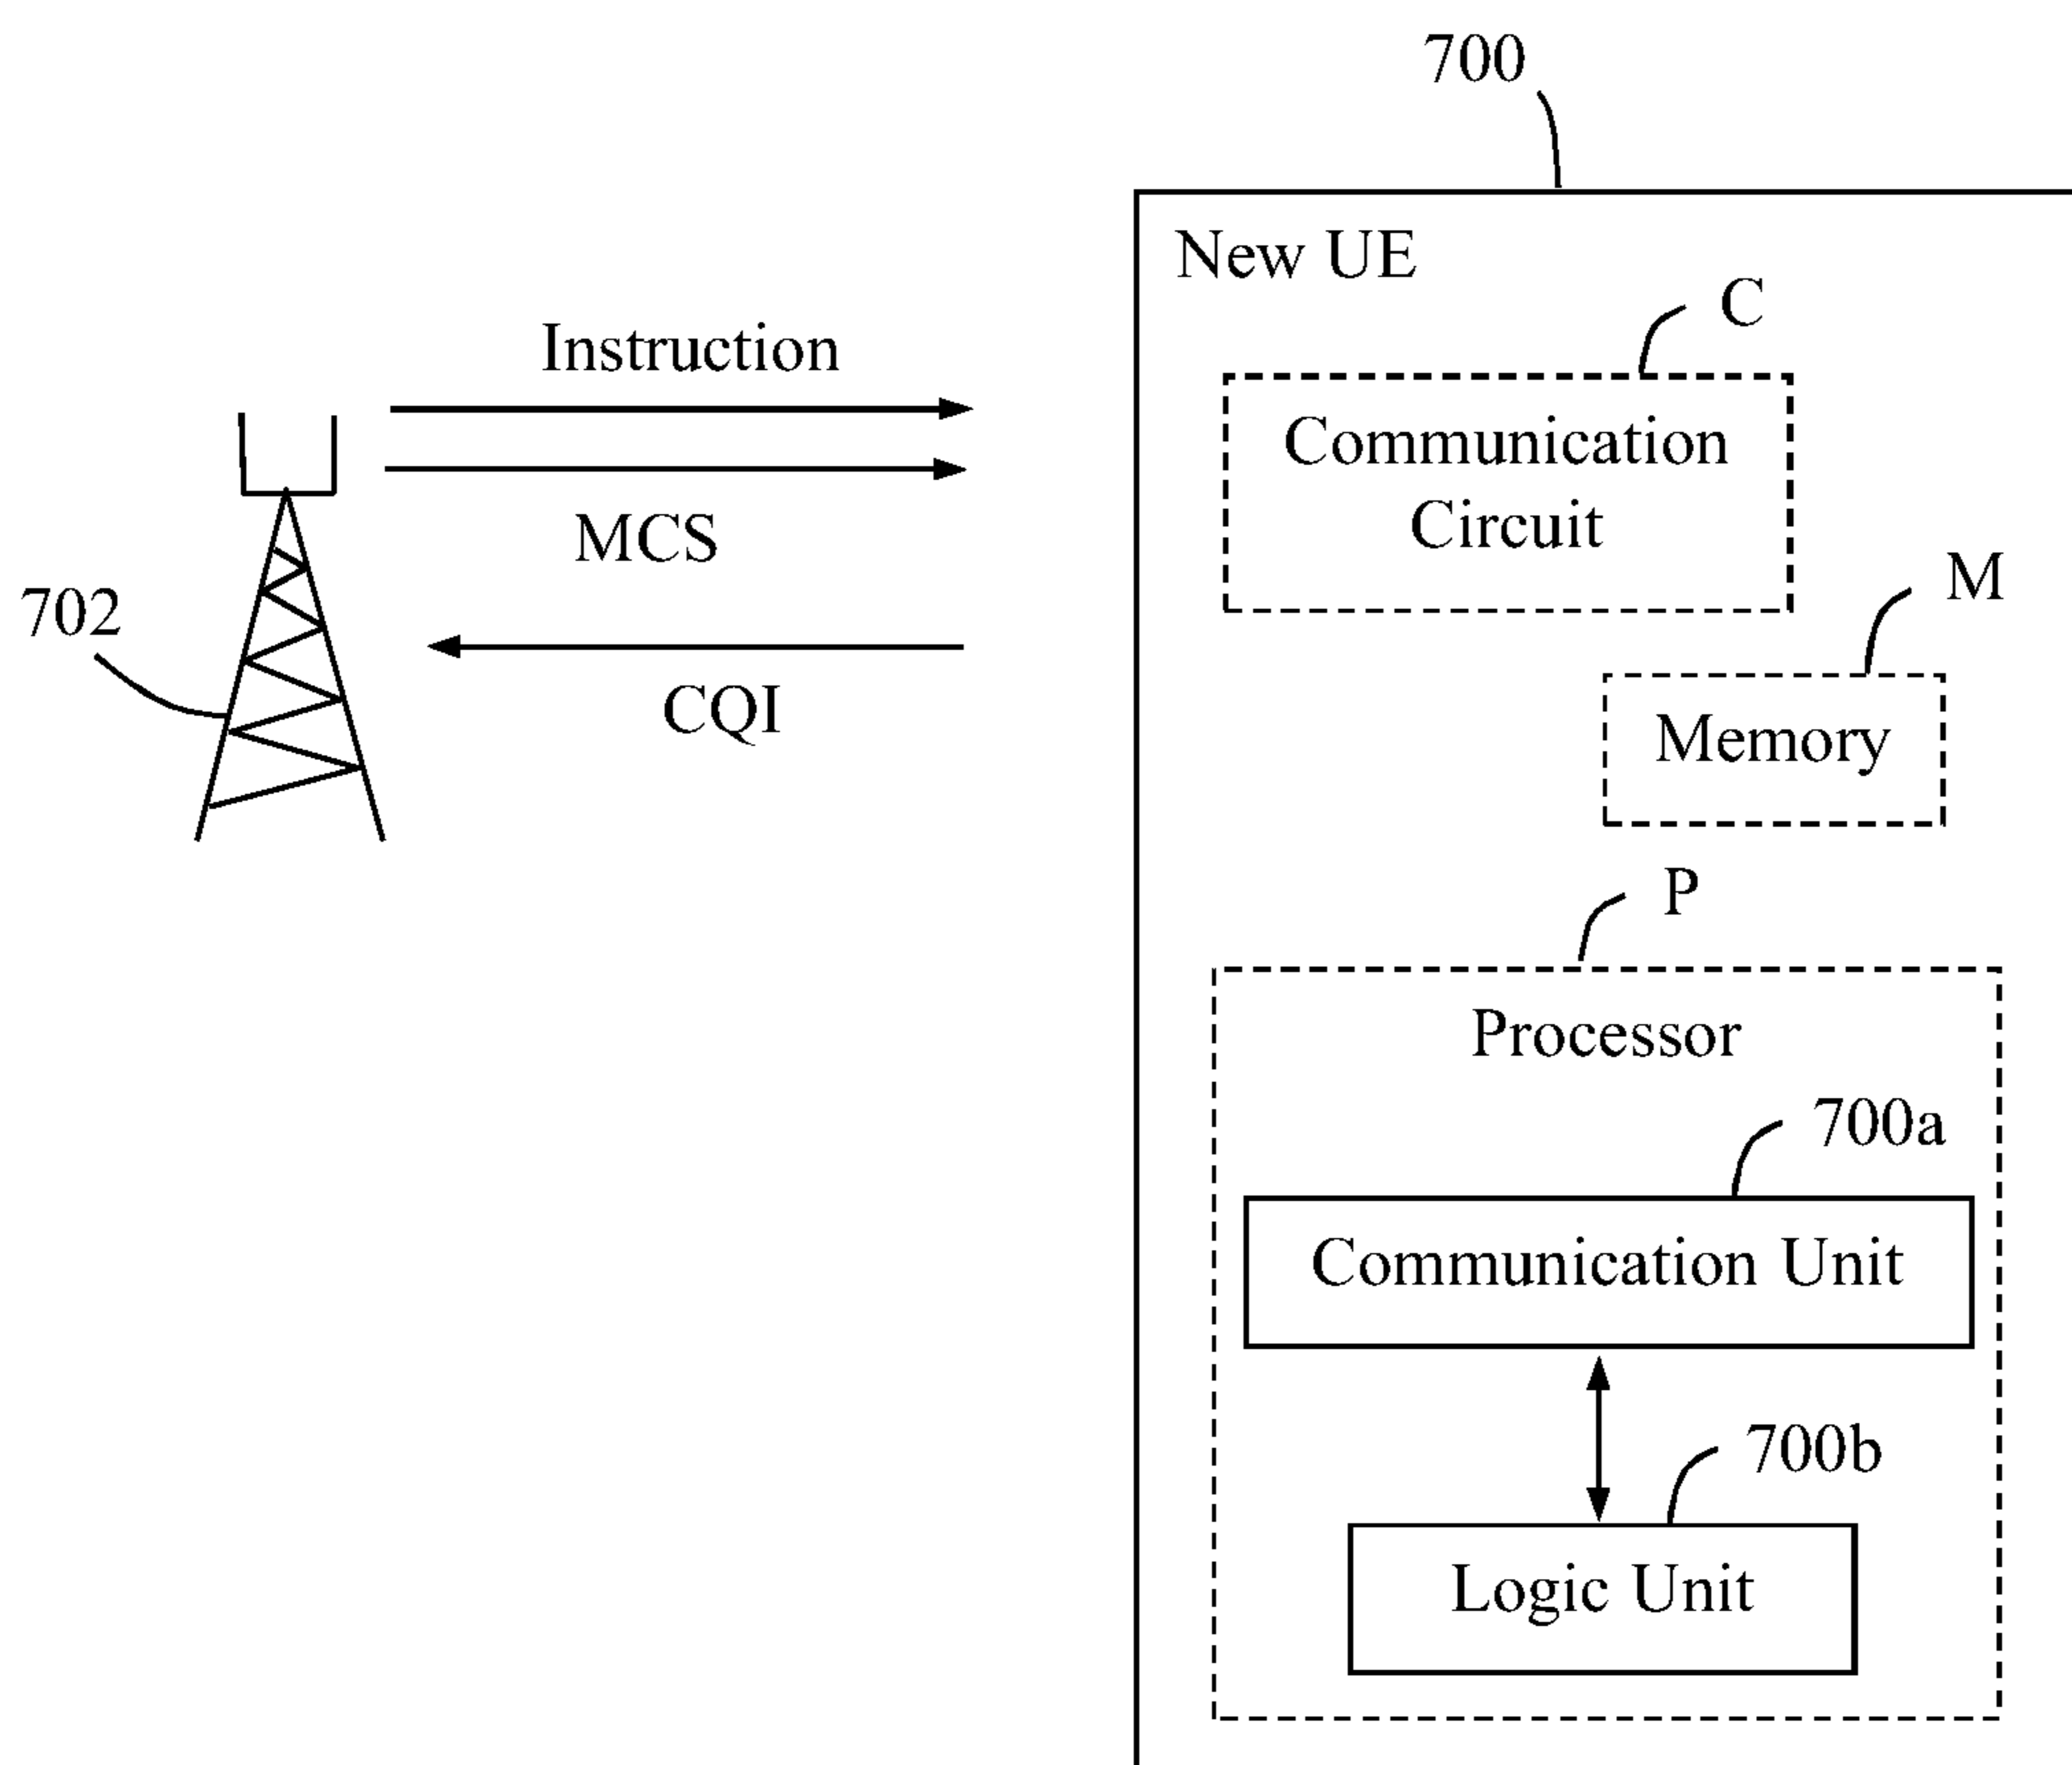 700
New UE
C
Instruction
Communication
Circuit
MCS
M
702
CQI
Memory
P
Processor
700a
Communication Unit
700b
Logic Unit